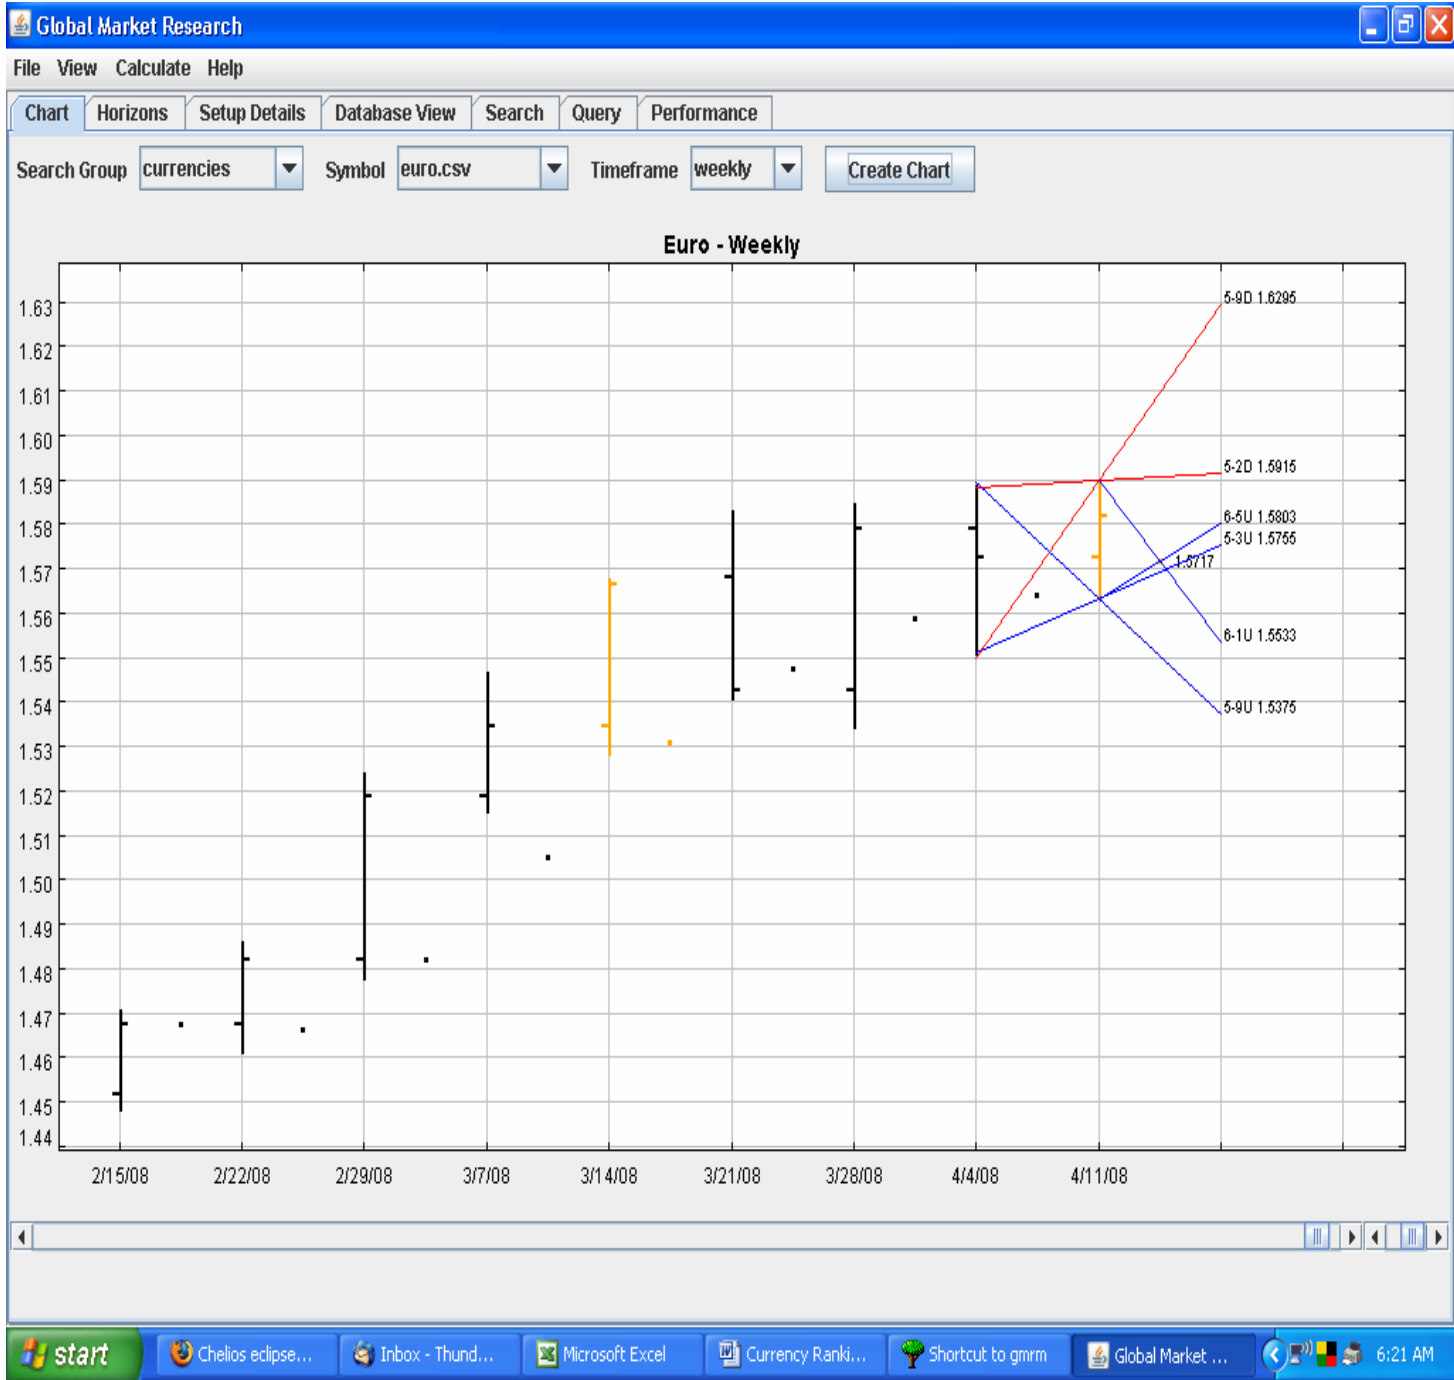 Global Market Research
File View Calculate Help
Chart Horizons Setup Details Database View Search Query Performance
Search Group currencies Symbol euro.csv Timeframe weekly Create Chart
Euro - Weekly
1.63
1.62
1.61
1.60
1.59
1.58
1.57
1.56
1.55
1.54
1.53
1.52
1.51
1.50
1.49
1.48
1.47
1.46
1.45
1.44
5-9D 1.6295
5-2D 1.5915
6-5U 1.5803
5-3U 1.5755
1.5717
6-1U 1.5533
5-9U 1.5375
2/15/08 2/22/08 2/29/08 3/7/08 3/14/08 3/21/08 3/28/08 4/4/08 4/11/08
start Chelios eclipse... Inbox - Thund... Microsoft Excel Currency Ranki... Shortcut to gmrm Global Market ... 6:21 AM